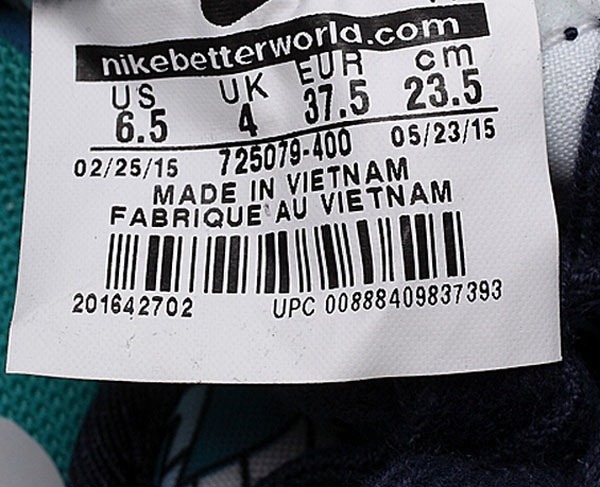 nikebetterworld.com
US UK EUR cm
6.5 4 37.5 23.5
02/25/15 725079-400 05/23/15
MADE IN VIETNAM
FABRIQUE AU VIETNAM
201642702 UPC 00888409837393